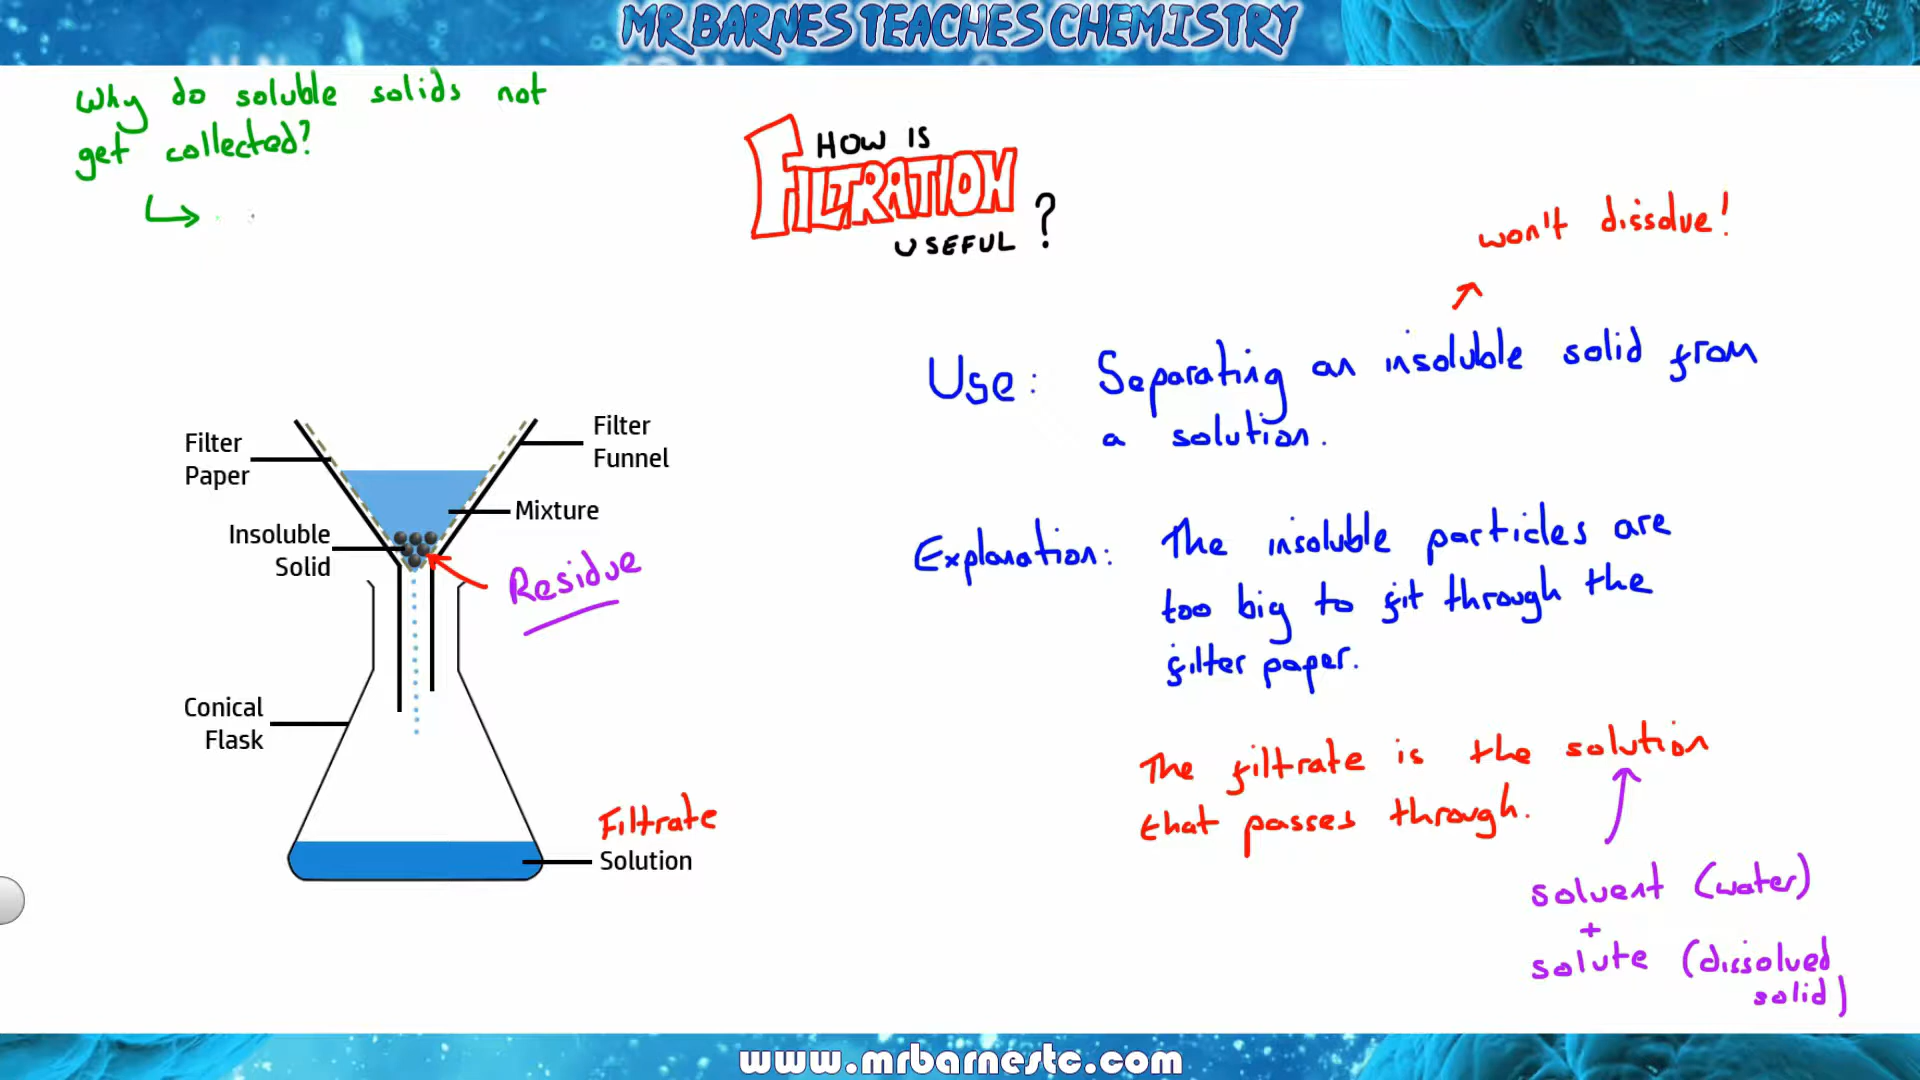 MR BARNES TEACHES CHEMISTRY
Why do soluble solids not
get collected?
HOW IS
FILTRATION
USEFUL ?
won't dissolve!
Use: Separating an insoluble solid from
a solution.
Filter
Paper
Filter
Funnel
Mixture
Insoluble
Solid
Residue
Explanation: The insoluble particles are
too big to fit through the
filter paper.
Conical
Flask
The filtrate is the solution
that passes through.
Filtrate
Solution
solvent (water)
+
solute (dissolved
solid)
www.mrbarnestc.com